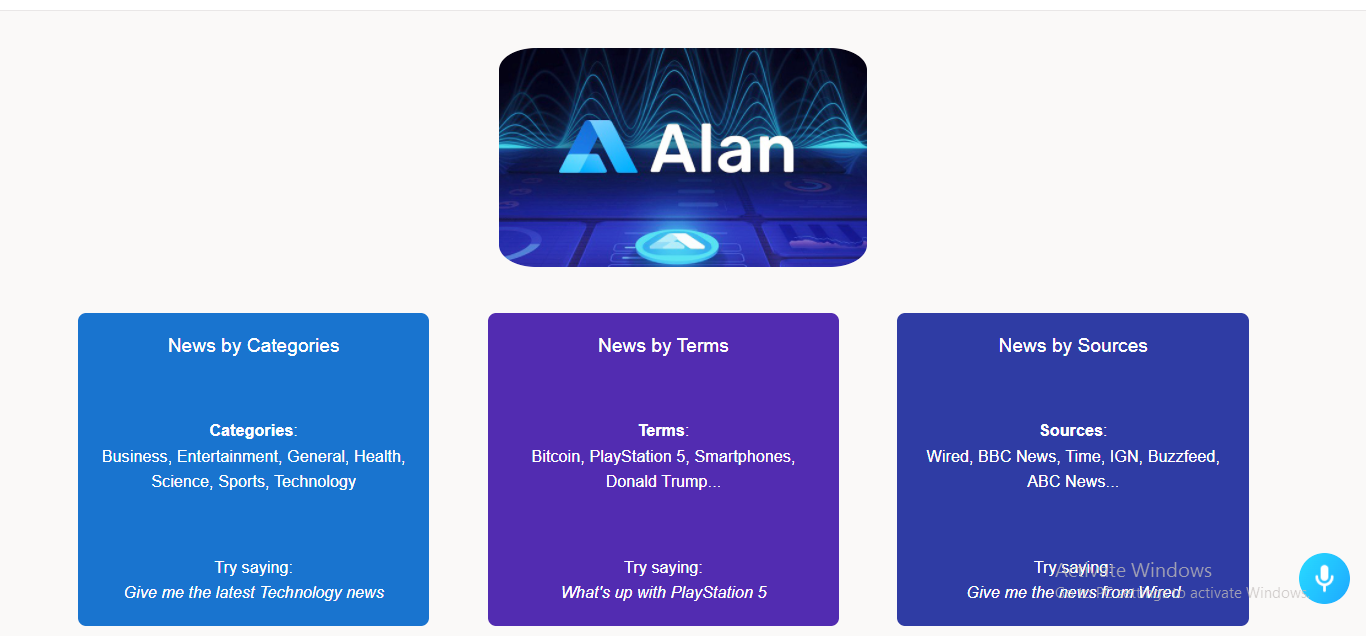 Alan
News by Categories
Categories:
Business, Entertainment, General, Health,
Science, Sports, Technology
Try saying:
Give me the latest Technology news
News by Terms
Terms:
Bitcoin, PlayStation 5, Smartphones,
Donald Trump...
Try saying:
What's up with PlayStation 5
News by Sources
Sources:
Wired, BBC News, Time, IGN, Buzzfeed,
ABC News...
Try saying:
Give me the news from Wired
Activate Windows
Go to PC settings to activate Windows.